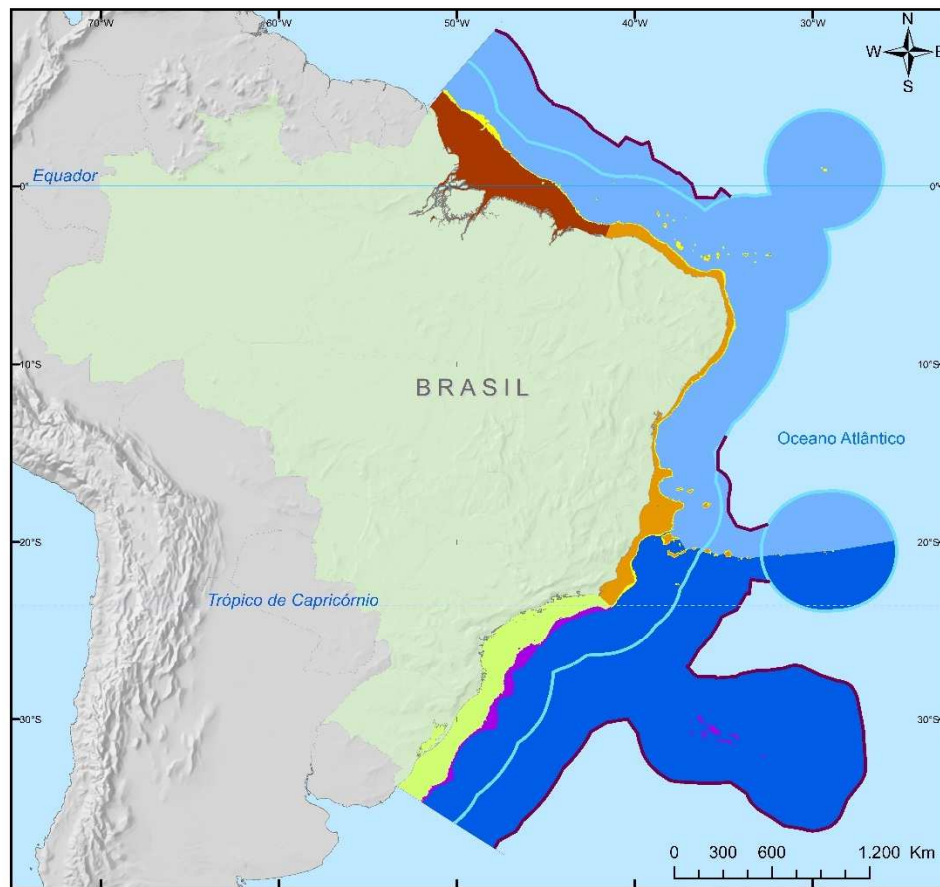 70°W 60°W 50°W 40°W 30°W
N
W E
S
Equador
0° 0°
10°S 10°S
BRASIL
Oceano Atlântico
20°S 20°S
Trópico de Capricórnio
30°S 30°S
0 300 600 1.200 Km